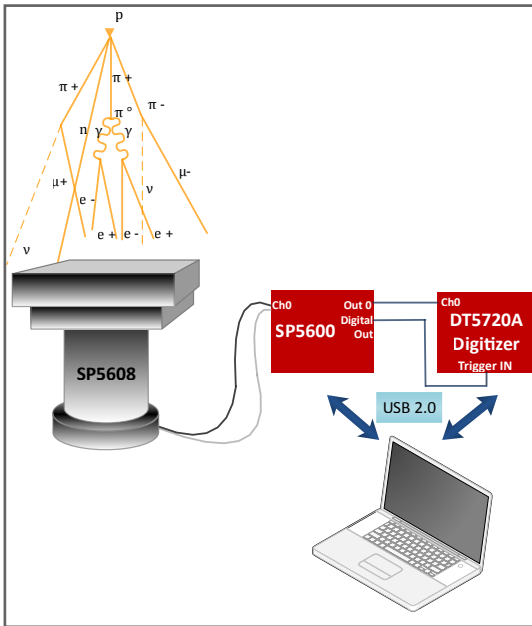 p
π +
π +
π -
π °
n
γ
γ
μ+
μ-
e -
ν
e +
e -
e +
ν
SP5608
Ch0
Out 0
SP5600
Digital
Out
Ch0
DT5720A
Digitizer
Trigger IN
USB 2.0